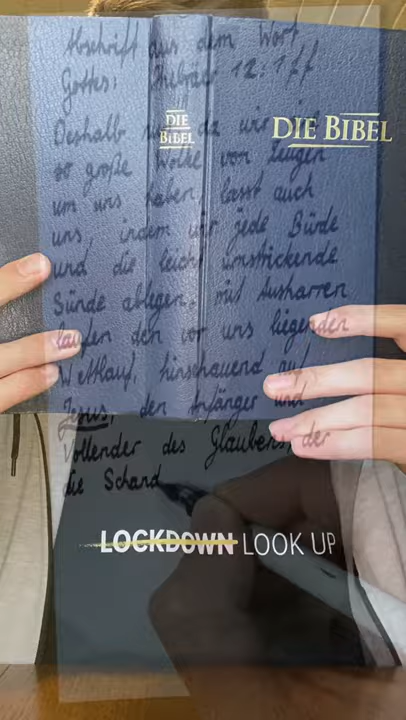 Abschrift aus dem Wort
Gottes: Hebräer 12:1ff
DIE
BIBEL
DIE BIBEL
Deshalb da wir
so große Wolke von Zeugen
um uns haben, lasst auch
uns, indem wir jede Bürde
und die leicht umstrickende
Sünde ablegen, mit Ausharren
laufen den vor uns liegenden
Wettlauf, hinschauend auf
Jesus, den Anfänger und
Vollender des Glaubens, der
die Schand
LOCKDOWN LOOK UP